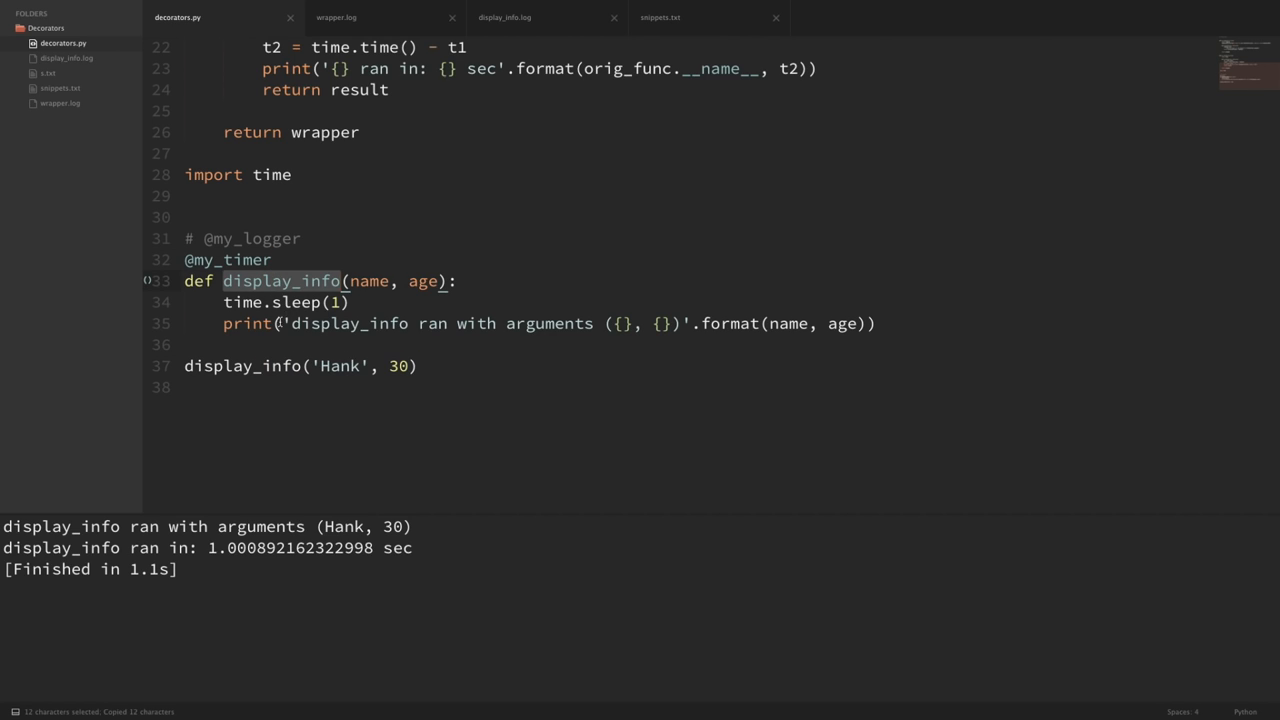 FOLDERS
Decorators
decorators.py
display_info.log
s.txt
snippets.txt
wrapper.log
decorators.py × wrapper.log × display_info.log × snippets.txt ×
22 t2 = time.time() - t1
23 print('{} ran in: {} sec'.format(orig_func.__name__, t2))
24 return result
25
26 return wrapper
27
28 import time
29
30
31 # @my_logger
32 @my_timer
33 def display_info(name, age):
34 time.sleep(1)
35 print('display_info ran with arguments ({}, {})'.format(name, age))
36
37 display_info('Hank', 30)
38
display_info ran with arguments (Hank, 30)
display_info ran in: 1.000892162322998 sec
[Finished in 1.1s]
12 characters selected; Copied 12 characters Spaces: 4 Python